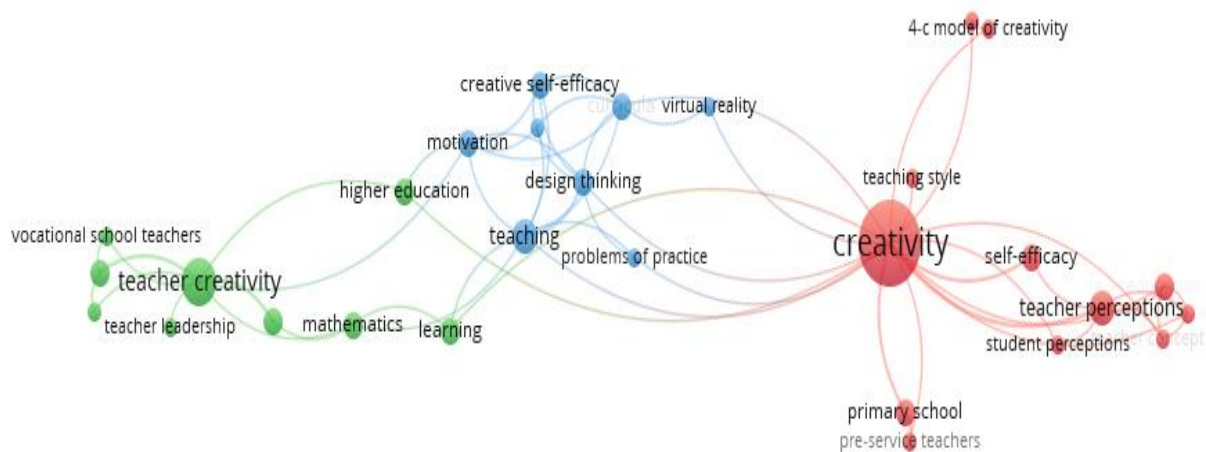 4-c model of creativity
creative self-efficacy
curricula
virtual reality
motivation
teaching style
design thinking
higher education
vocational school teachers
teaching
creativity
problems of practice
self-efficacy
teacher creativity
teacher perceptions
teacher leadership
mathematics
learning
student perceptions
primary school
pre-service teachers